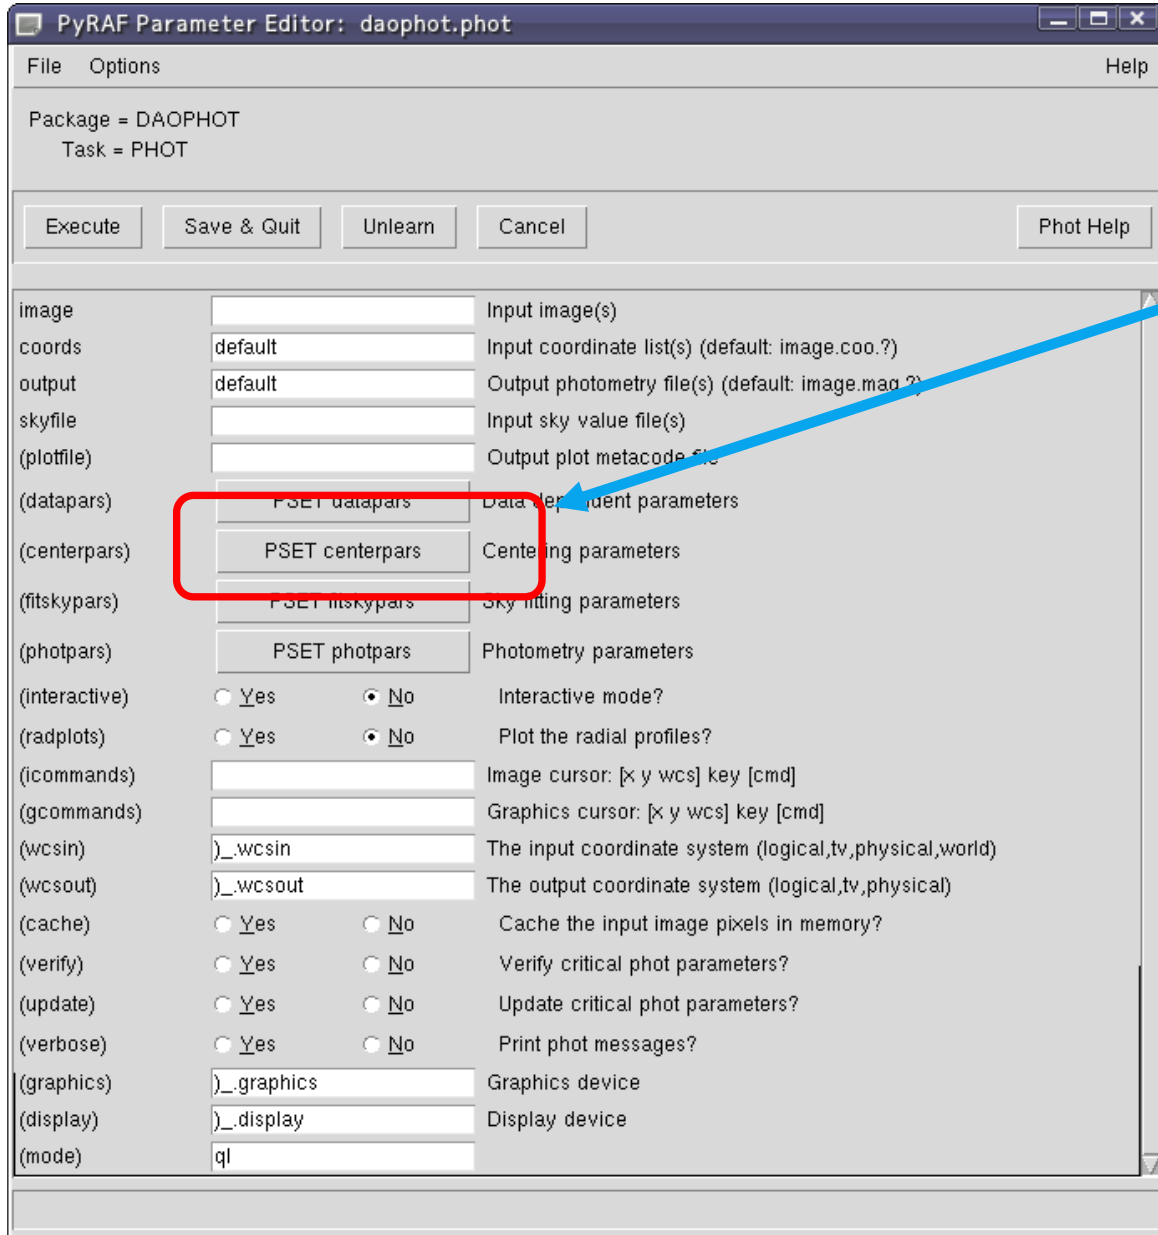 PyRAF Parameter Editor: daophot.phot
File Options Help
Package = DAOPHOT
Task = PHOT
Execute Save & Quit Unlearn Cancel Phot Help
image Input image(s)
coords default Input coordinate list(s) (default: image.coo.?)
output default Output photometry file(s) (default: image.mag.?)
skyfile Input sky value file(s)
(plotfile) Output plot metacode file
(datapars) PSET datapars Data dependent parameters
(centerpars) PSET centerpars Centering parameters
(fitskypars) PSET fitskypars Sky fitting parameters
(photpars) PSET photpars Photometry parameters
(interactive) Yes No Interactive mode?
(radplots) Yes No Plot the radial profiles?
(icommands) Image cursor: [x y wcs] key [cmd]
(gcommands) Graphics cursor: [x y wcs] key [cmd]
(wcsin) )_.wcsin The input coordinate system (logical,tv,physical,world)
(wcsout) )_.wcsout The output coordinate system (logical,tv,physical)
(cache) Yes No Cache the input image pixels in memory?
(verify) Yes No Verify critical phot parameters?
(update) Yes No Update critical phot parameters?
(verbose) Yes No Print phot messages?
(graphics) )_.graphics Graphics device
(display) )_.display Display device
(mode) ql